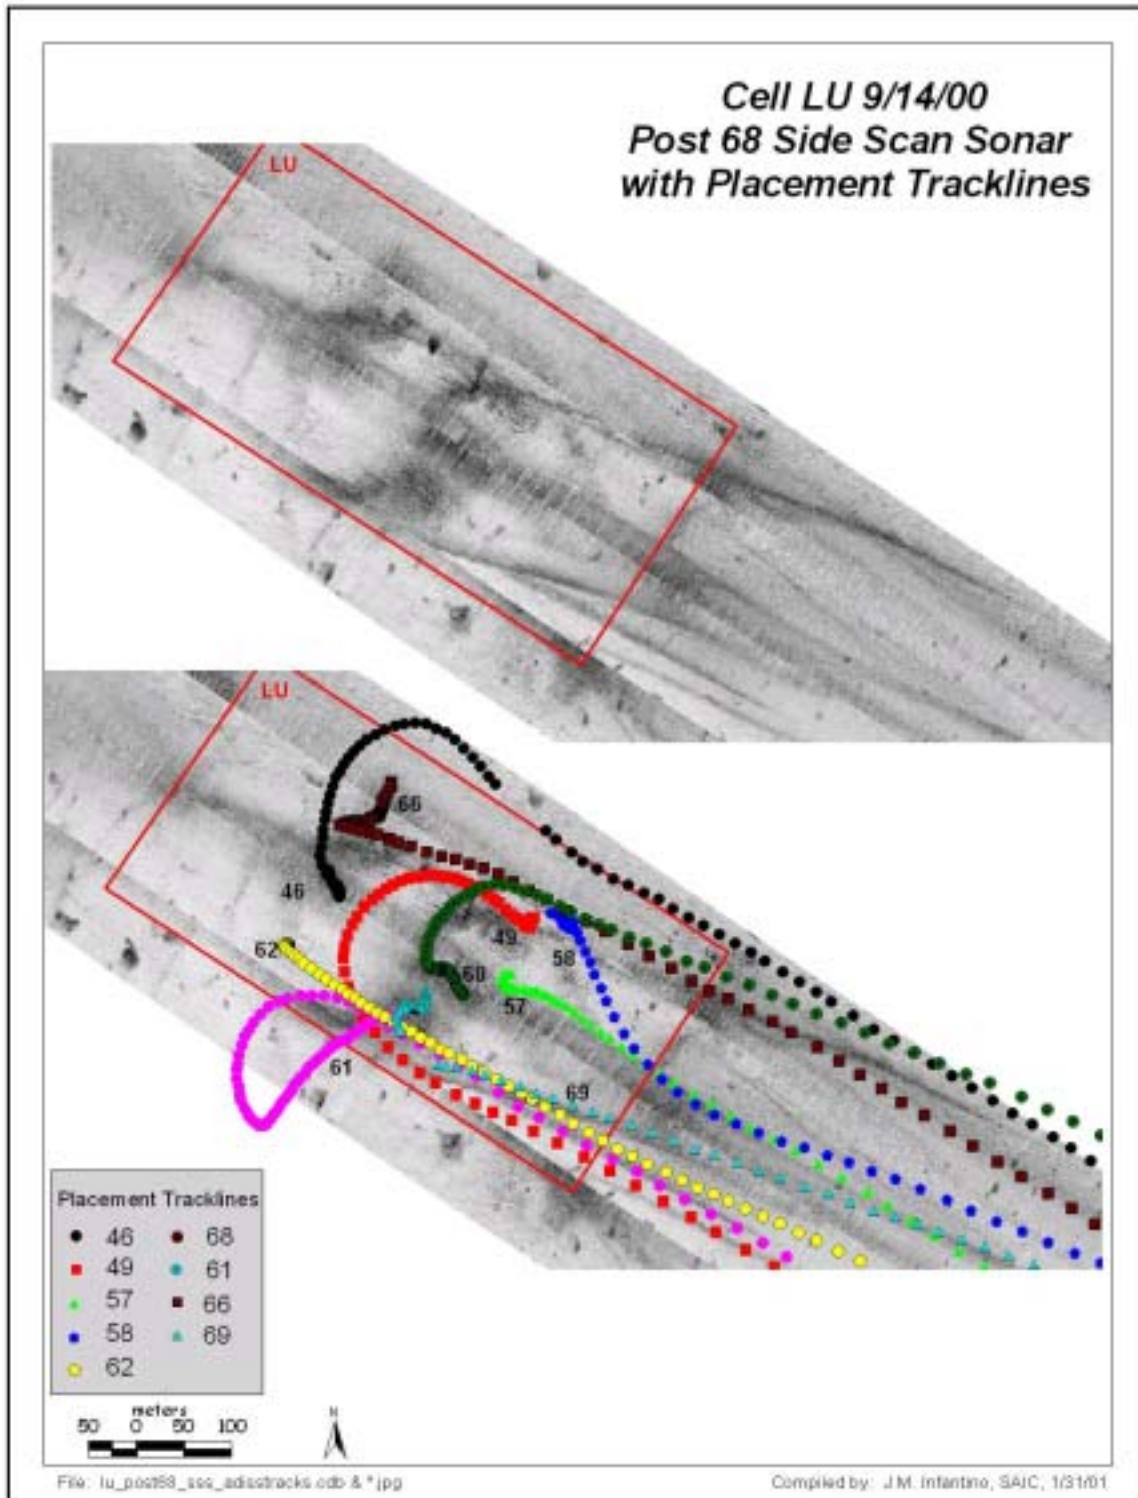 Cell LU 9/14/00
Post 68 Side Scan Sonar
with Placement Tracklines
LU
LU
66
46
49
58
62
68
57
61
69
Placement Tracklines
46 68
49 61
57 66
58 69
62
meters
50 0 50 100
N
File: lu_post68_sss_adisstracks.cdb & *.jpg
Compiled by: J.M. Infantino, SAIC, 1/31/01